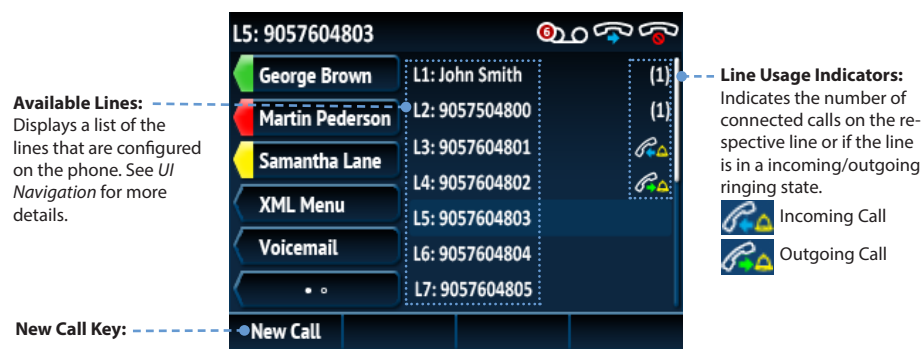 L5: 9057604803
6
George Brown
Martin Pederson
Samantha Lane
XML Menu
Voicemail
L1: John Smith (1)
L2: 9057504800 (1)
L3: 9057604801
L4: 9057604802
L5: 9057604803
L6: 9057604804
L7: 9057604805
New Call
Available Lines:
Displays a list of the
lines that are configured
on the phone. See UI
Navigation for more
details.
New Call Key:
Line Usage Indicators:
Indicates the number of
connected calls on the re-
spective line or if the line
is in a incoming/outgoing
ringing state.
Incoming Call
Outgoing Call